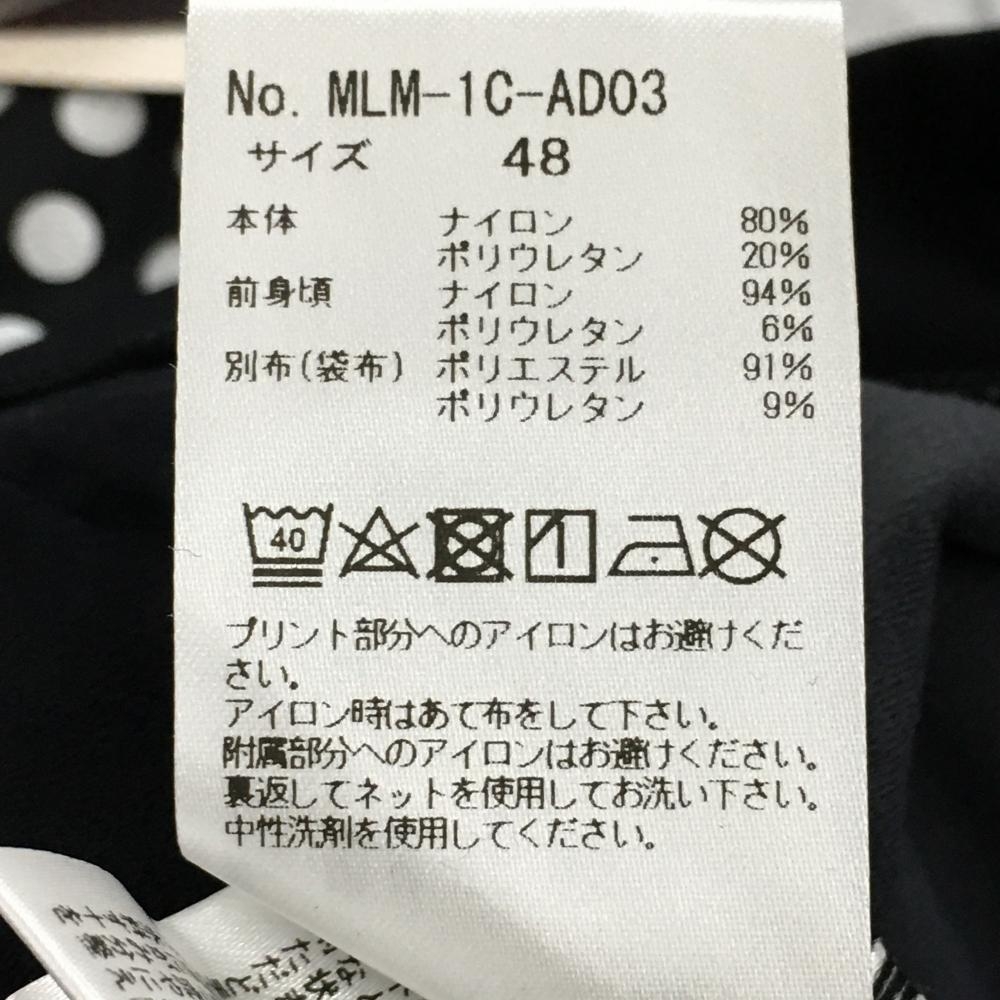 No. MLM-1C-AD03
サイズ 48
本体 ナイロン 80%
ポリウレタン 20%
前身頃 ナイロン 94%
ポリウレタン 6%
別布(袋布) ポリエステル 91%
ポリウレタン 9%
40
プリント部分へのアイロンはお避けくだ
さい。
アイロン時はあて布をして下さい。
附属部分へのアイロンはお避けください。
裏返してネットを使用してお洗い下さい。
中性洗剤を使用してください。